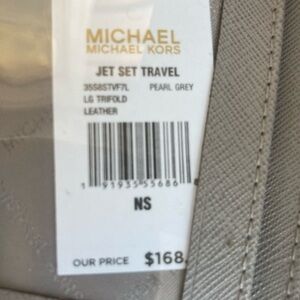 MICHAEL
MICHAEL KORS
JET SET TRAVEL
35S8STVF7L PEARL GREY
LG TRIFOLD
LEATHER
1 91935 55686
NS
OUR PRICE $168.